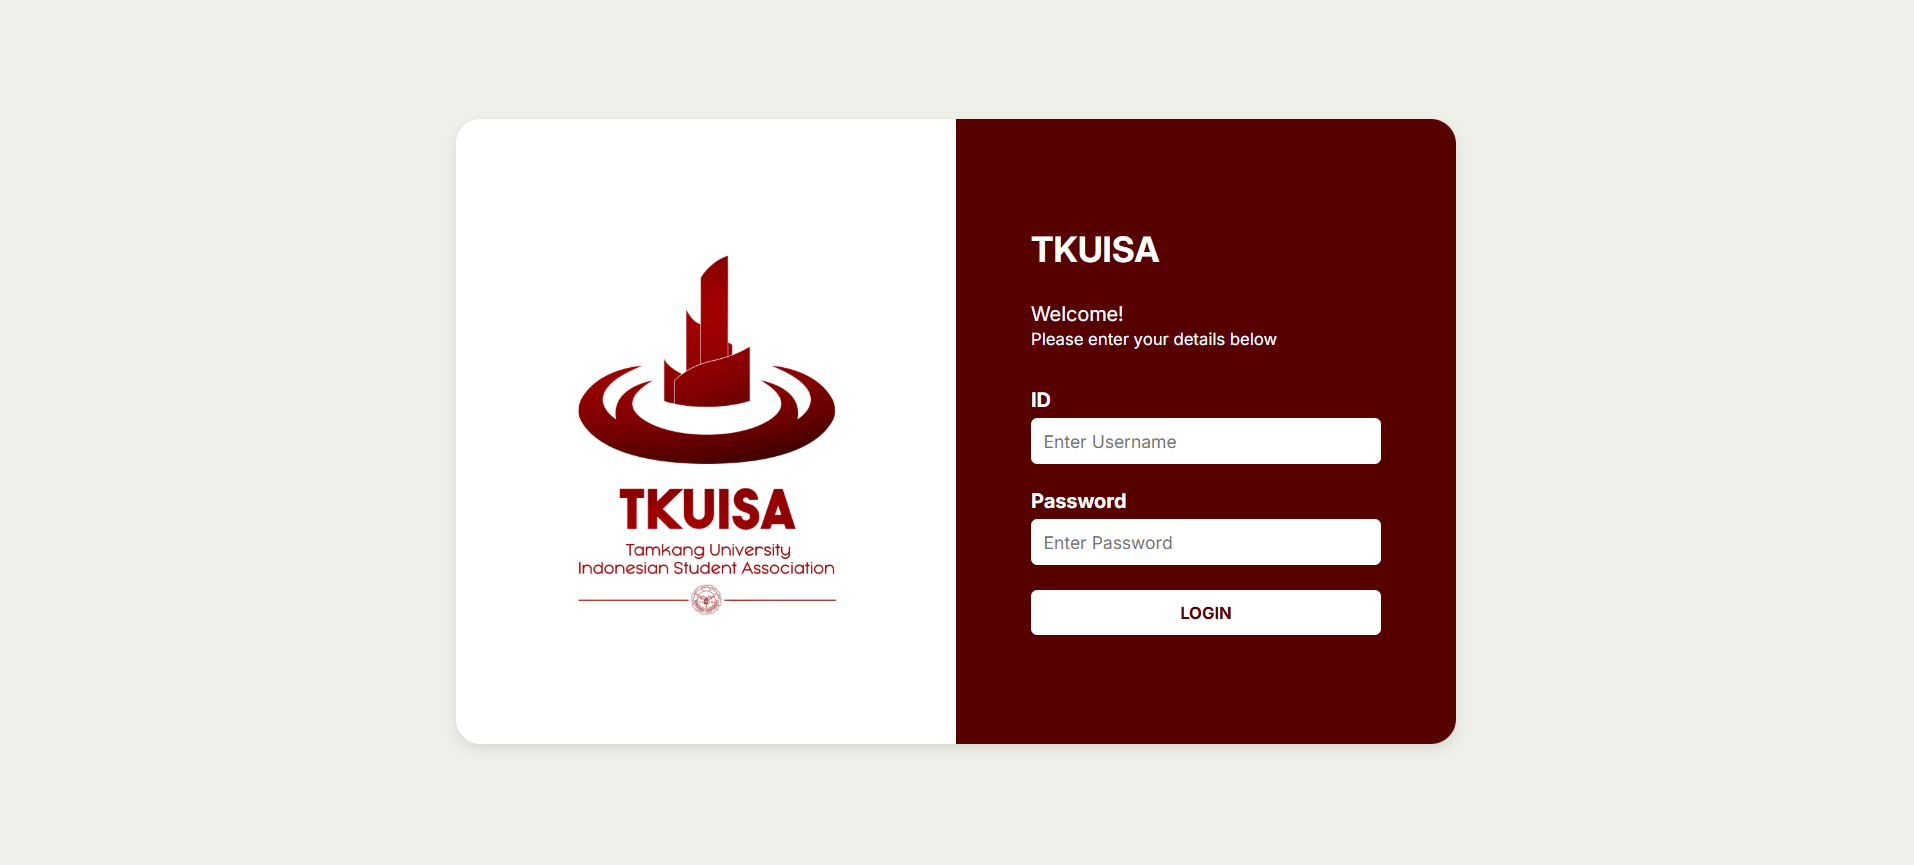 TKUISA
Tamkang University
Indonesian Student Association
TKUISA
Welcome!
Please enter your details below
ID
Enter Username
Password
Enter Password
LOGIN